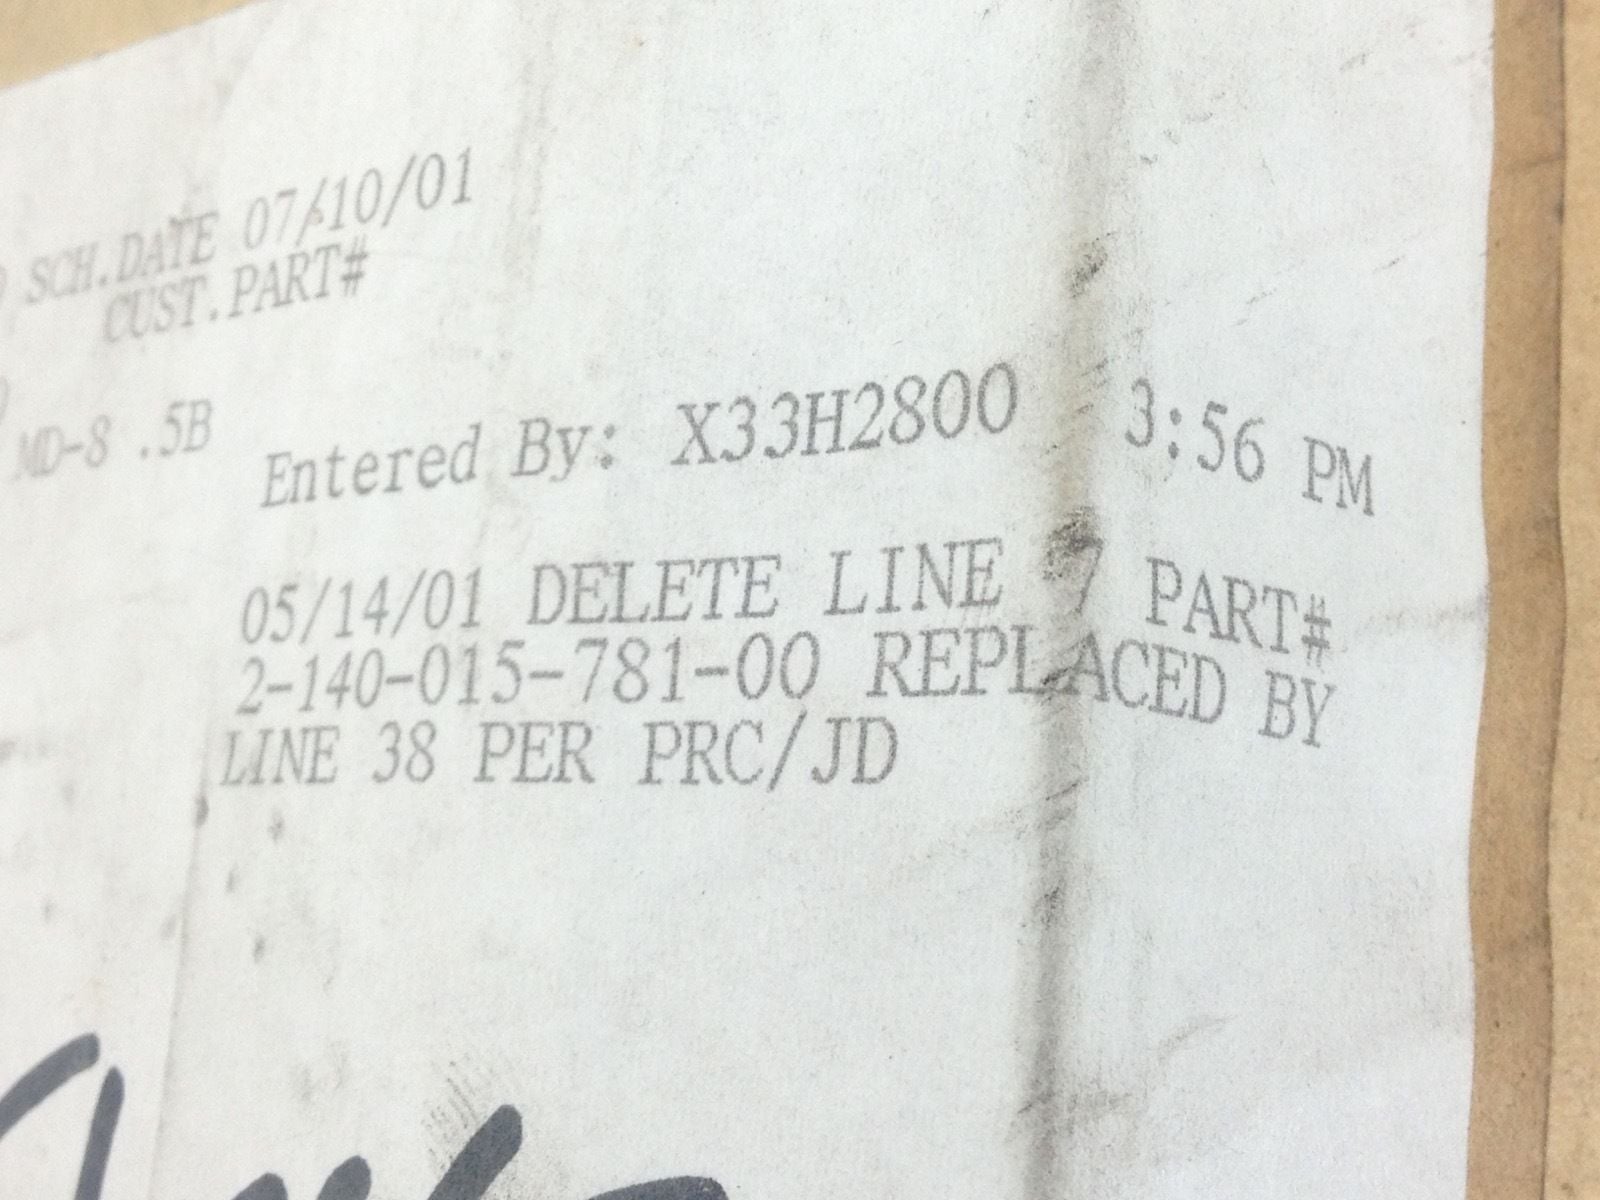 SCH.DATE 07/10/01
CUST.PART#
MD-8 .5B
Entered By: X33H2800 3:56 PM
05/14/01 DELETE LINE 7 PART#
2-140-015-781-00 REPLACED BY
LINE 38 PER PRC/JD